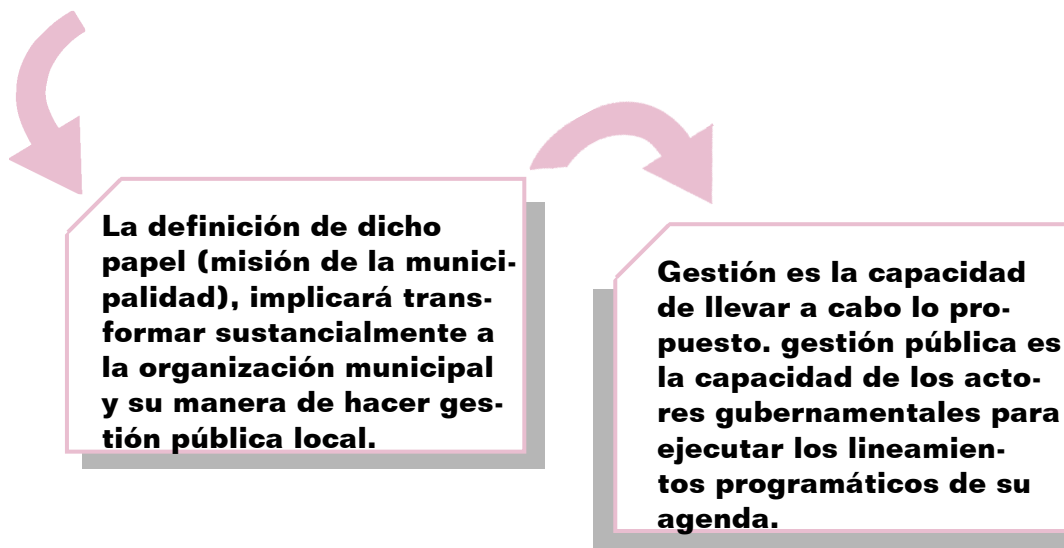 La definición de dicho
papel (misión de la munici-
palidad), implicará trans-
formar sustancialmente a
la organización municipal
y su manera de hacer ges-
tión pública local.
Gestión es la capacidad
de llevar a cabo lo pro-
puesto. gestión pública es
la capacidad de los acto-
res gubernamentales para
ejecutar los lineamien-
tos programáticos de su
agenda.